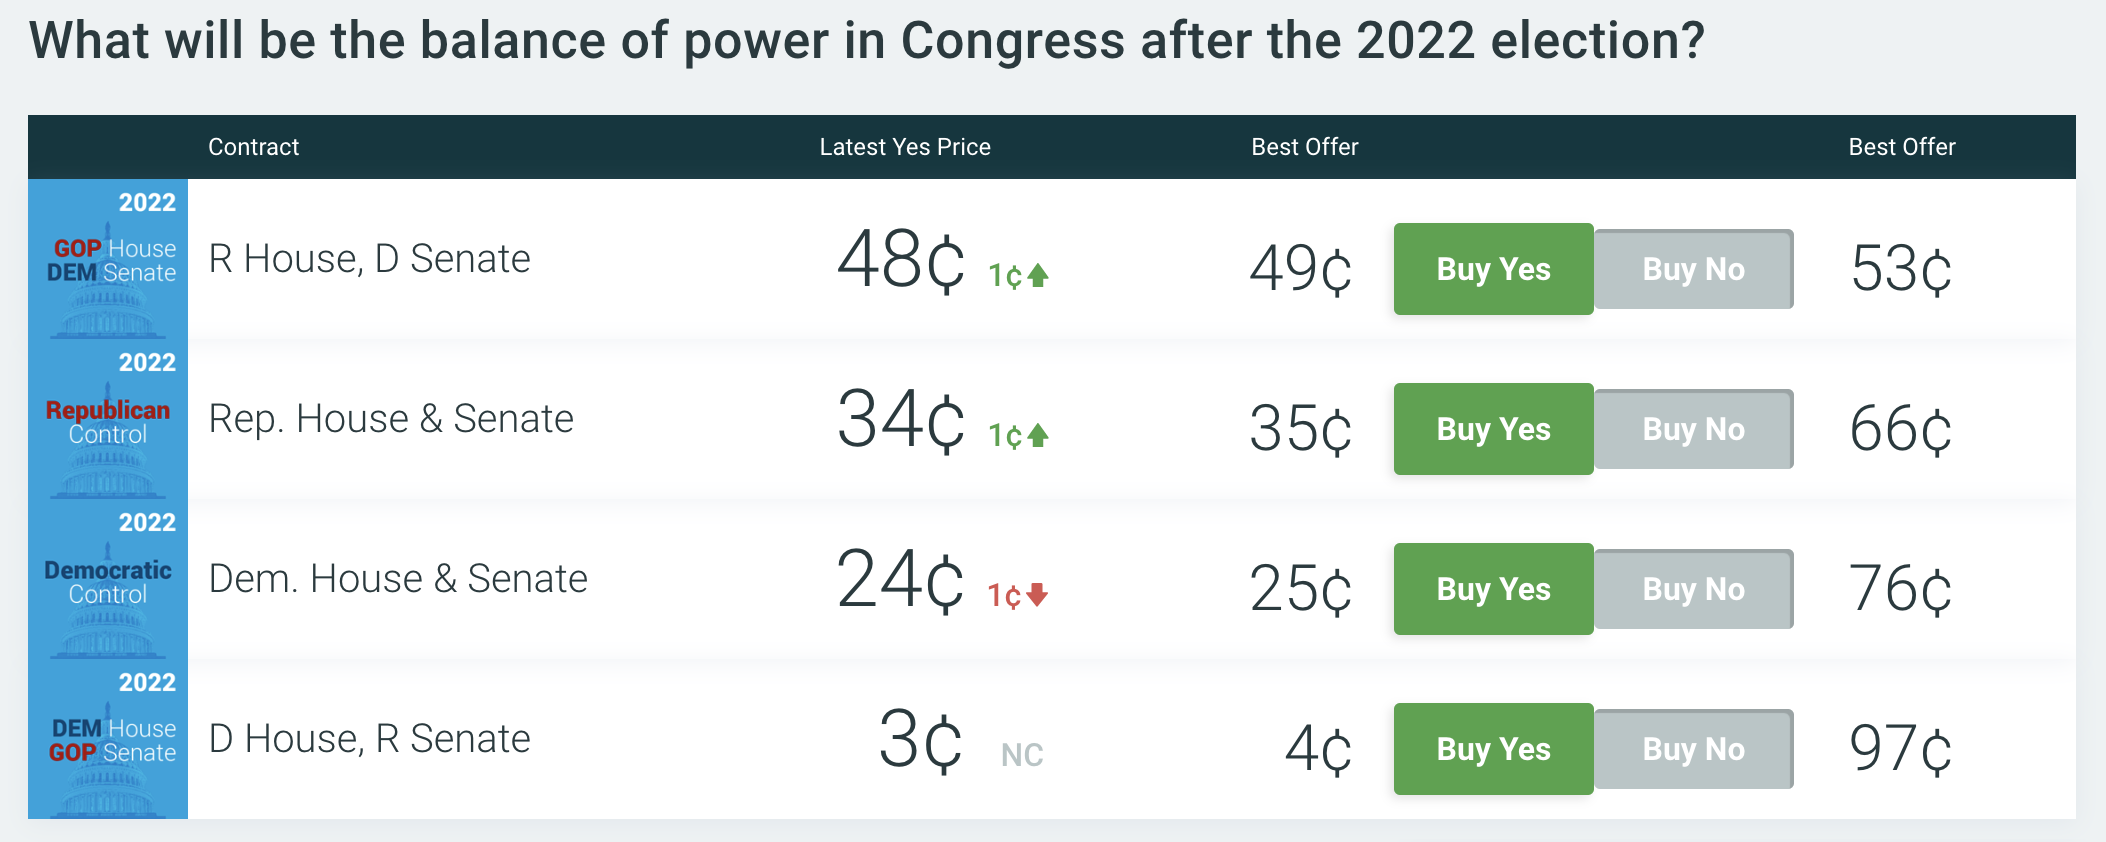 What will be the balance of power in Congress after the 2022 election?
Contract Latest Yes Price Best Offer Best Offer
2022
GOP House
DEM Senate
R House, D Senate 48¢ 1¢ 49¢ Buy Yes Buy No 53¢
2022
Republican
Control
Rep. House & Senate 34¢ 1¢ 35¢ Buy Yes Buy No 66¢
2022
Democratic
Control
Dem. House & Senate 24¢ 1¢ 25¢ Buy Yes Buy No 76¢
2022
DEM House
GOP Senate
D House, R Senate 3¢ NC 4¢ Buy Yes Buy No 97¢